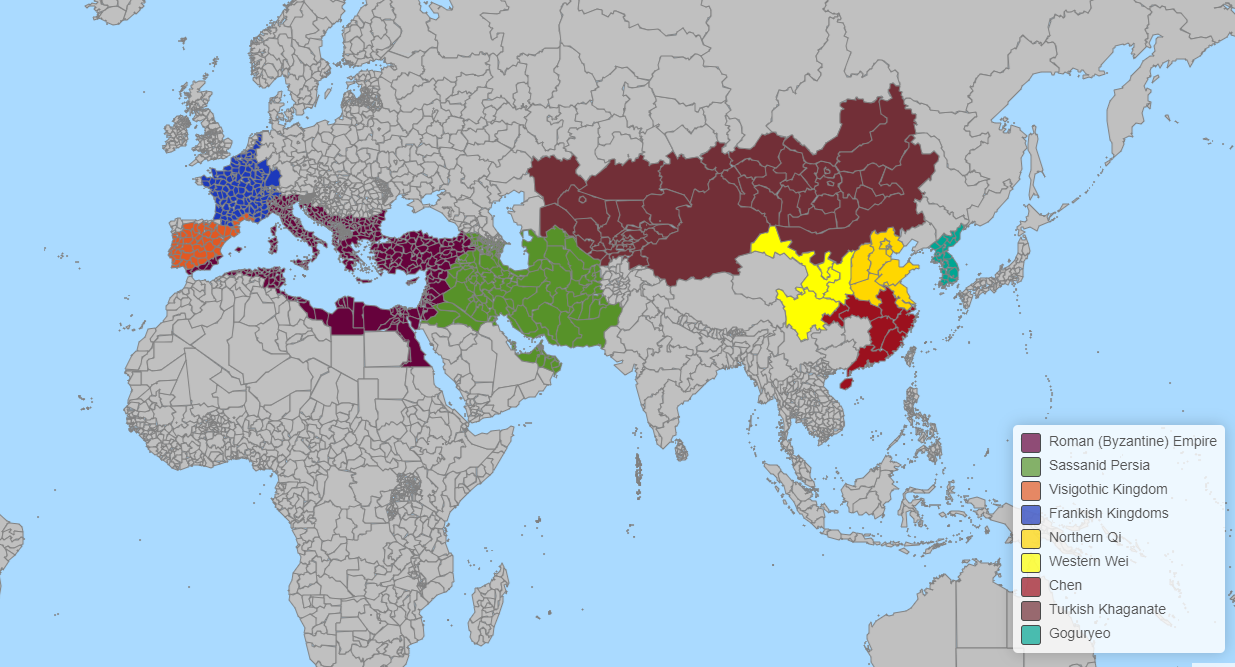 Roman (Byzantine) Empire
Sassanid Persia
Visigothic Kingdom
Frankish Kingdoms
Northern Qi
Western Wei
Chen
Turkish Khaganate
Goguryeo